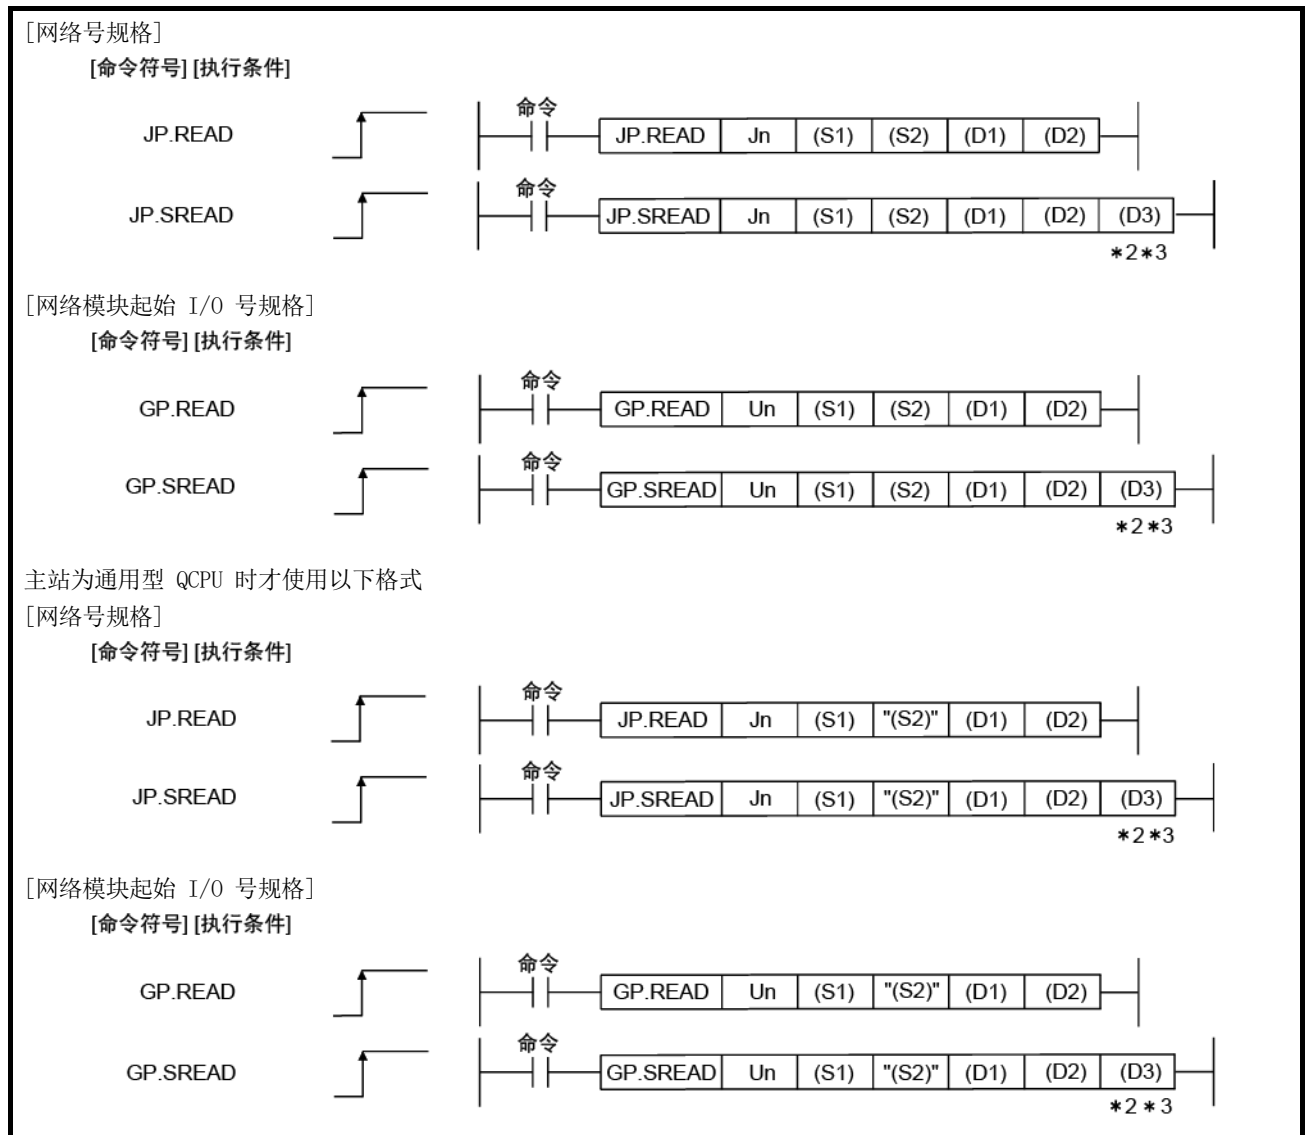 [网络号规格]
[命令符号] [执行条件]
命令
JP.READ JP.READ Jn (S1) (S2) (D1) (D2)
命令
JP.SREAD JP.SREAD Jn (S1) (S2) (D1) (D2) (D3)
*2*3
[网络模块起始 I/O 号规格]
[命令符号] [执行条件]
命令
GP.READ GP.READ Un (S1) (S2) (D1) (D2)
命令
GP.SREAD GP.SREAD Un (S1) (S2) (D1) (D2) (D3)
*2*3
主站为通用型 QCPU 时才使用以下格式
[网络号规格]
[命令符号] [执行条件]
命令
JP.READ JP.READ Jn (S1) "(S2)" (D1) (D2)
命令
JP.SREAD JP.SREAD Jn (S1) "(S2)" (D1) (D2) (D3)
*2*3
[网络模块起始 I/O 号规格]
[命令符号] [执行条件]
命令
GP.READ GP.READ Un (S1) "(S2)" (D1) (D2)
命令
GP.SREAD GP.SREAD Un (S1) "(S2)" (D1) (D2) (D3)
*2*3